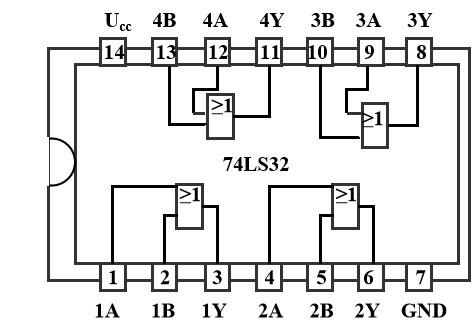 Ucc 4B 4A 4Y 3B 3A 3Y
14 13 12 11 10 9 8
≥1 ≥1
74LS32
≥1 ≥1
1 2 3 4 5 6 7
1A 1B 1Y 2A 2B 2Y GND